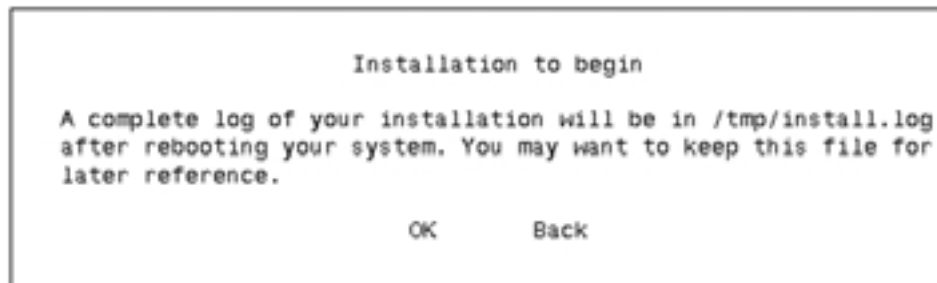 Installation to begin
A complete log of your installation will be in /tmp/install.log
after rebooting your system. You may want to keep this file for
later reference.
OK Back